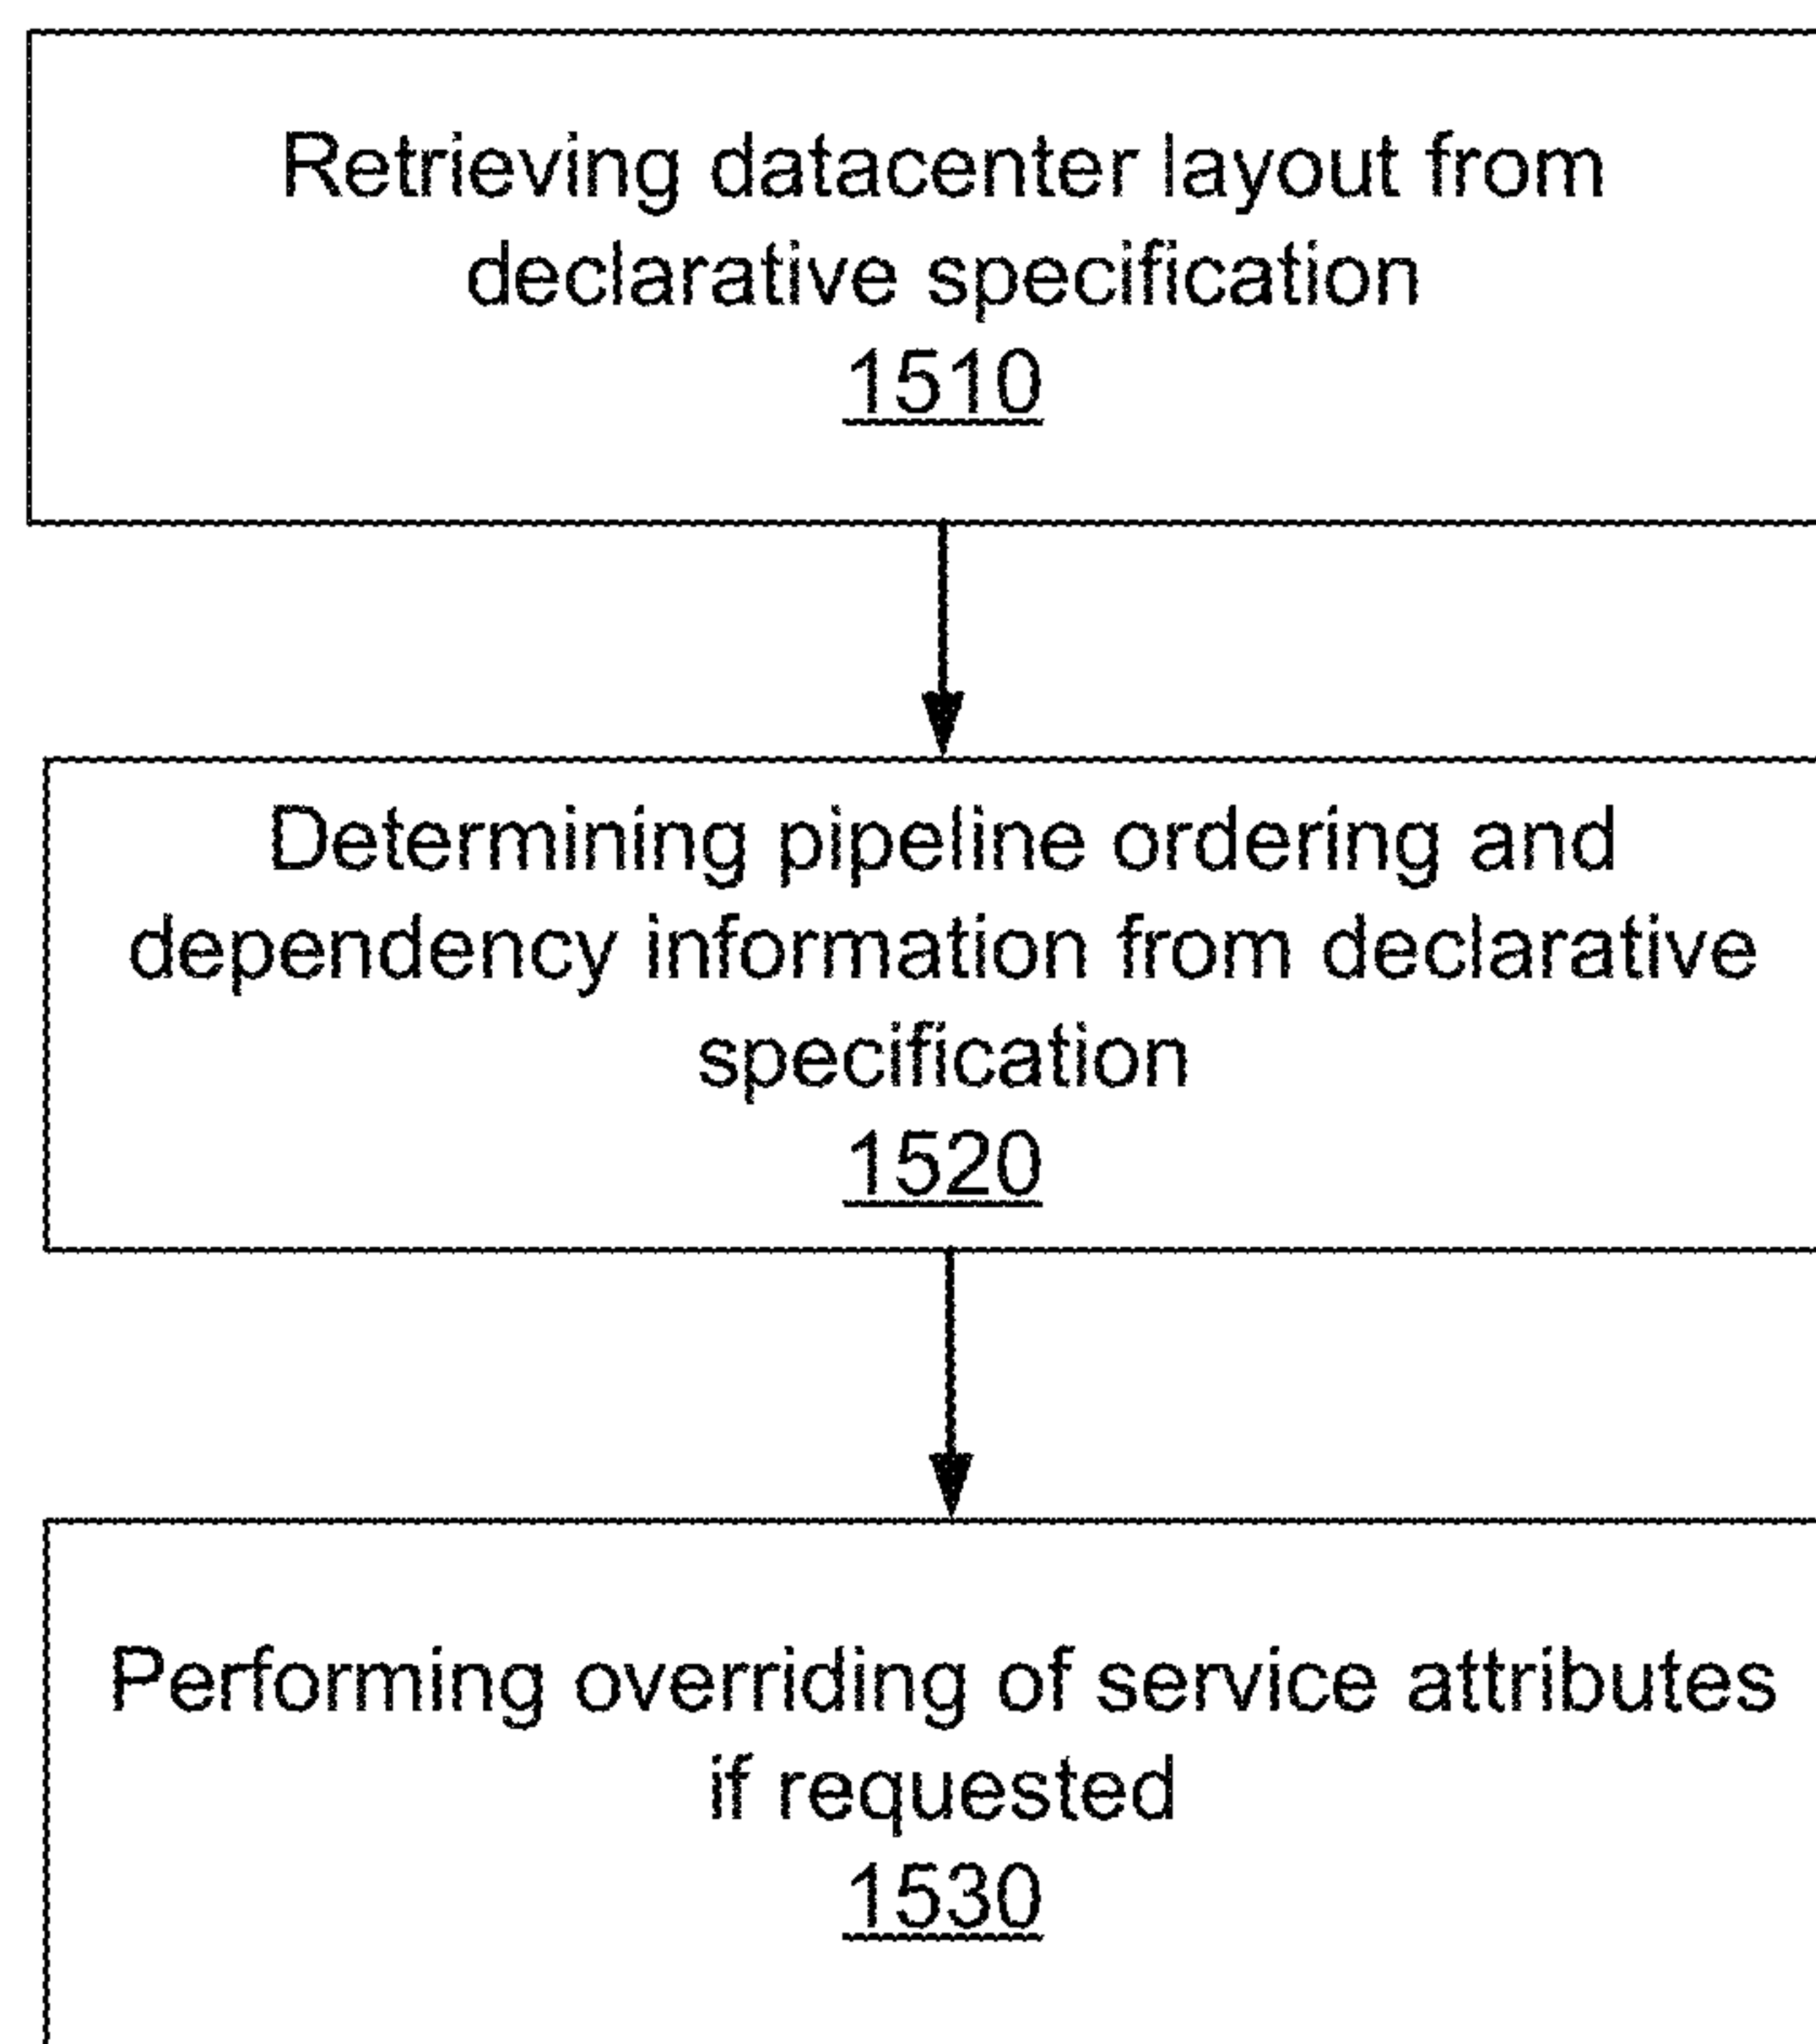 Retrieving datacenter layout from
declarative specification
1510
Determining pipeline ordering and
dependency information from declarative
specification
1520
Performing overriding of service attributes
if requested
1530